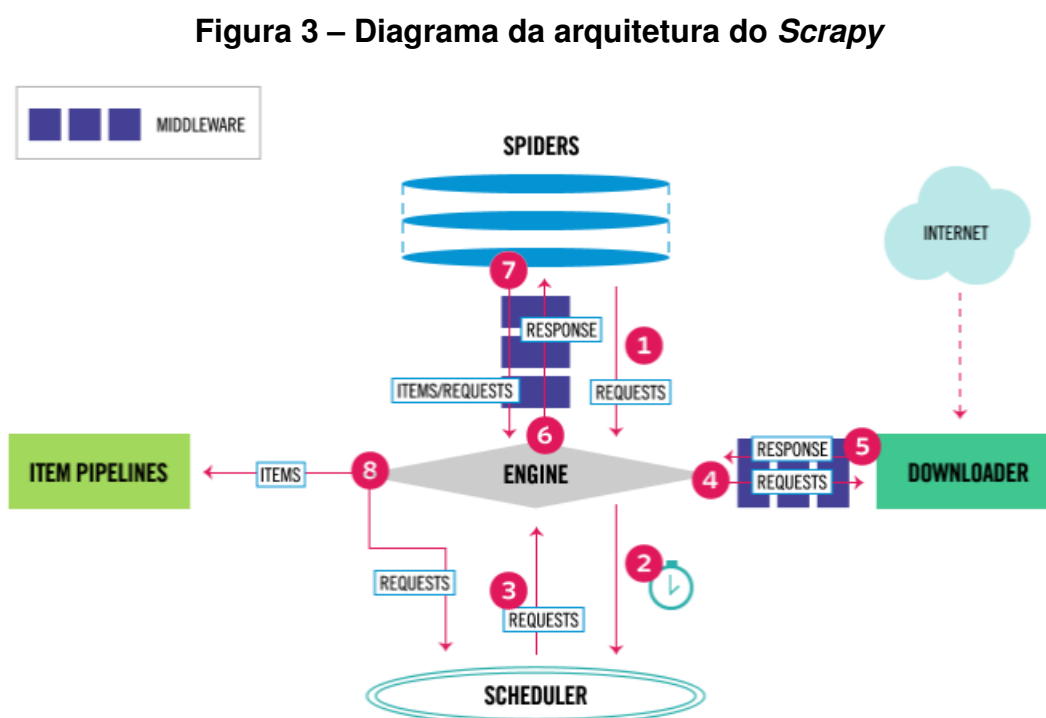 Figura 3 – Diagrama da arquitetura do Scrapy
MIDDLEWARE
SPIDERS
INTERNET
7
RESPONSE
1
ITEMS/REQUESTS
REQUESTS
6
5
RESPONSE
ITEM PIPELINES
ITEMS
8
ENGINE
4
REQUESTS
DOWNLOADER
2
REQUESTS
3
REQUESTS
SCHEDULER